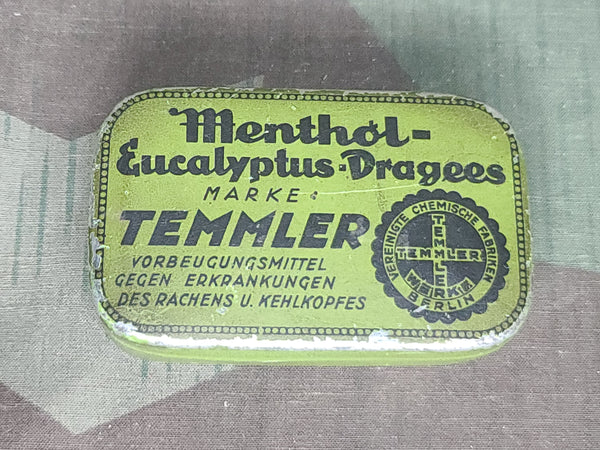 Menthol-
Eucalyptus-Dragees
MARKE
TEMMLER
VORBEUGUNGSMITTEL
GEGEN ERKRANKUNGEN
DES RACHENS U. KEHLKOPFES
VEREINIGTE CHEMISCHE FABRIKEN
TEMMLER
TEMMLER
WERKE
BERLIN